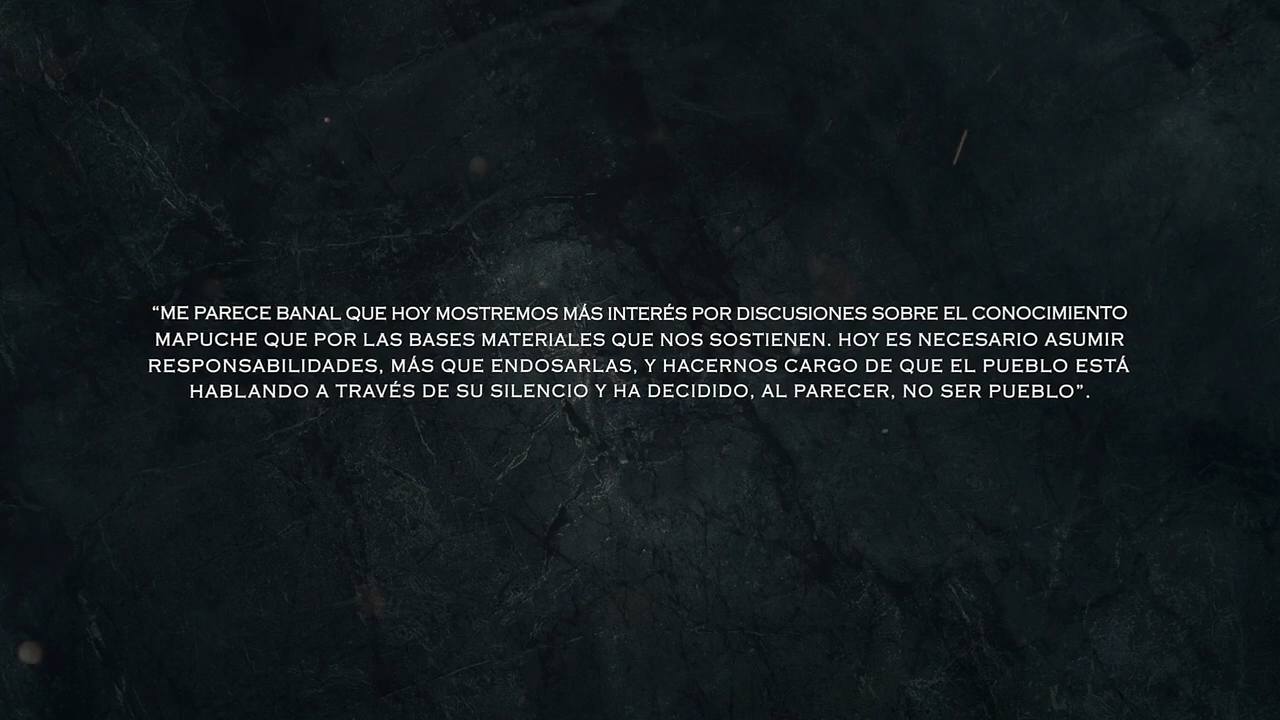 “ME PARECE BANAL QUE HOY MOSTREMOS MÁS INTERÉS POR DISCUSIONES SOBRE EL CONOCIMIENTO
MAPUCHE QUE POR LAS BASES MATERIALES QUE NOS SOSTIENEN. HOY ES NECESARIO ASUMIR
RESPONSABILIDADES, MÁS QUE ENDOSARLAS, Y HACERNOS CARGO DE QUE EL PUEBLO ESTÁ
HABLANDO A TRAVÉS DE SU SILENCIO Y HA DECIDIDO, AL PARECER, NO SER PUEBLO”.